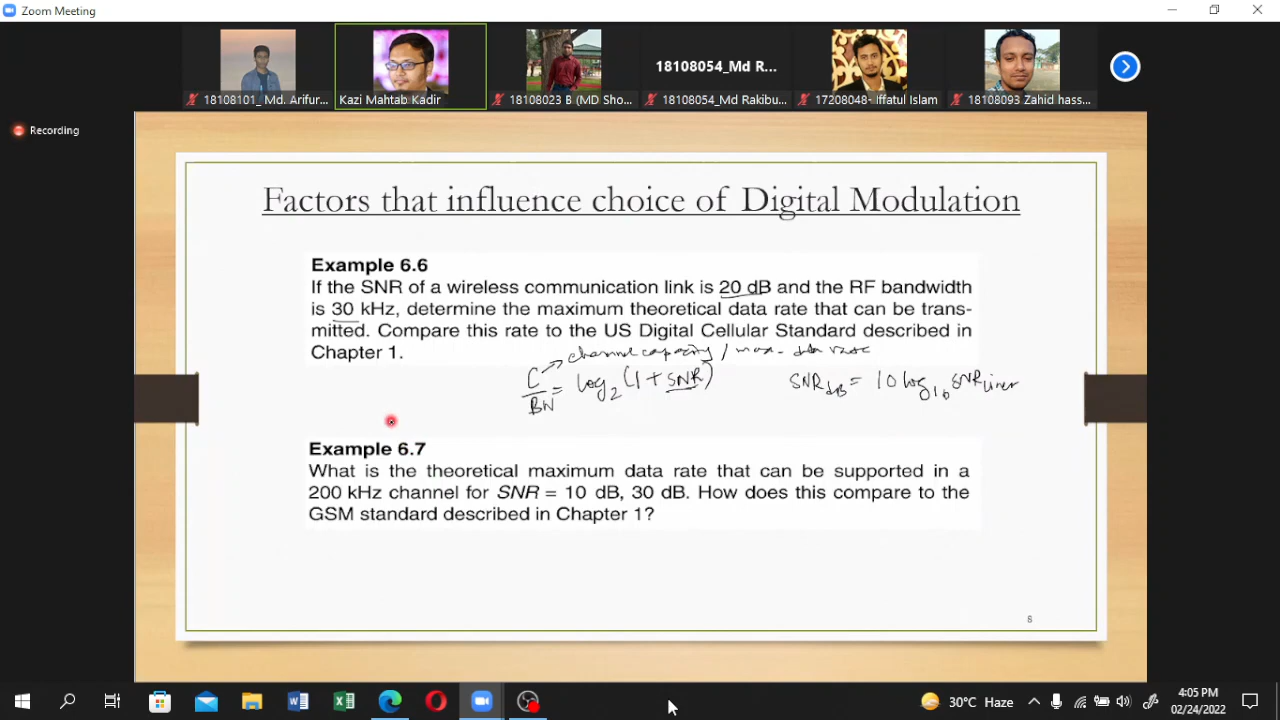 Zoom Meeting
18108101_ Md. Arifur...
Kazi Mahtab Kadir
18108023 B (MD Sho...
18108054_Md R...
18108054_Md Rakibu...
17208048- Iffatul Islam
18108093 Zahid hass...
Recording
Factors that influence choice of Digital Modulation
Example 6.6
If the SNR of a wireless communication link is 20 dB and the RF bandwidth
is 30 kHz, determine the maximum theoretical data rate that can be trans-
mitted. Compare this rate to the US Digital Cellular Standard described in
Chapter 1.
channel capacity / max. data rate
C/BW = log2 (1 + SNR)
SNR dB = 10 log10 SNR liner
Example 6.7
What is the theoretical maximum data rate that can be supported in a
200 kHz channel for SNR = 10 dB, 30 dB. How does this compare to the
GSM standard described in Chapter 1?
8
30°C Haze
4:05 PM
02/24/2022